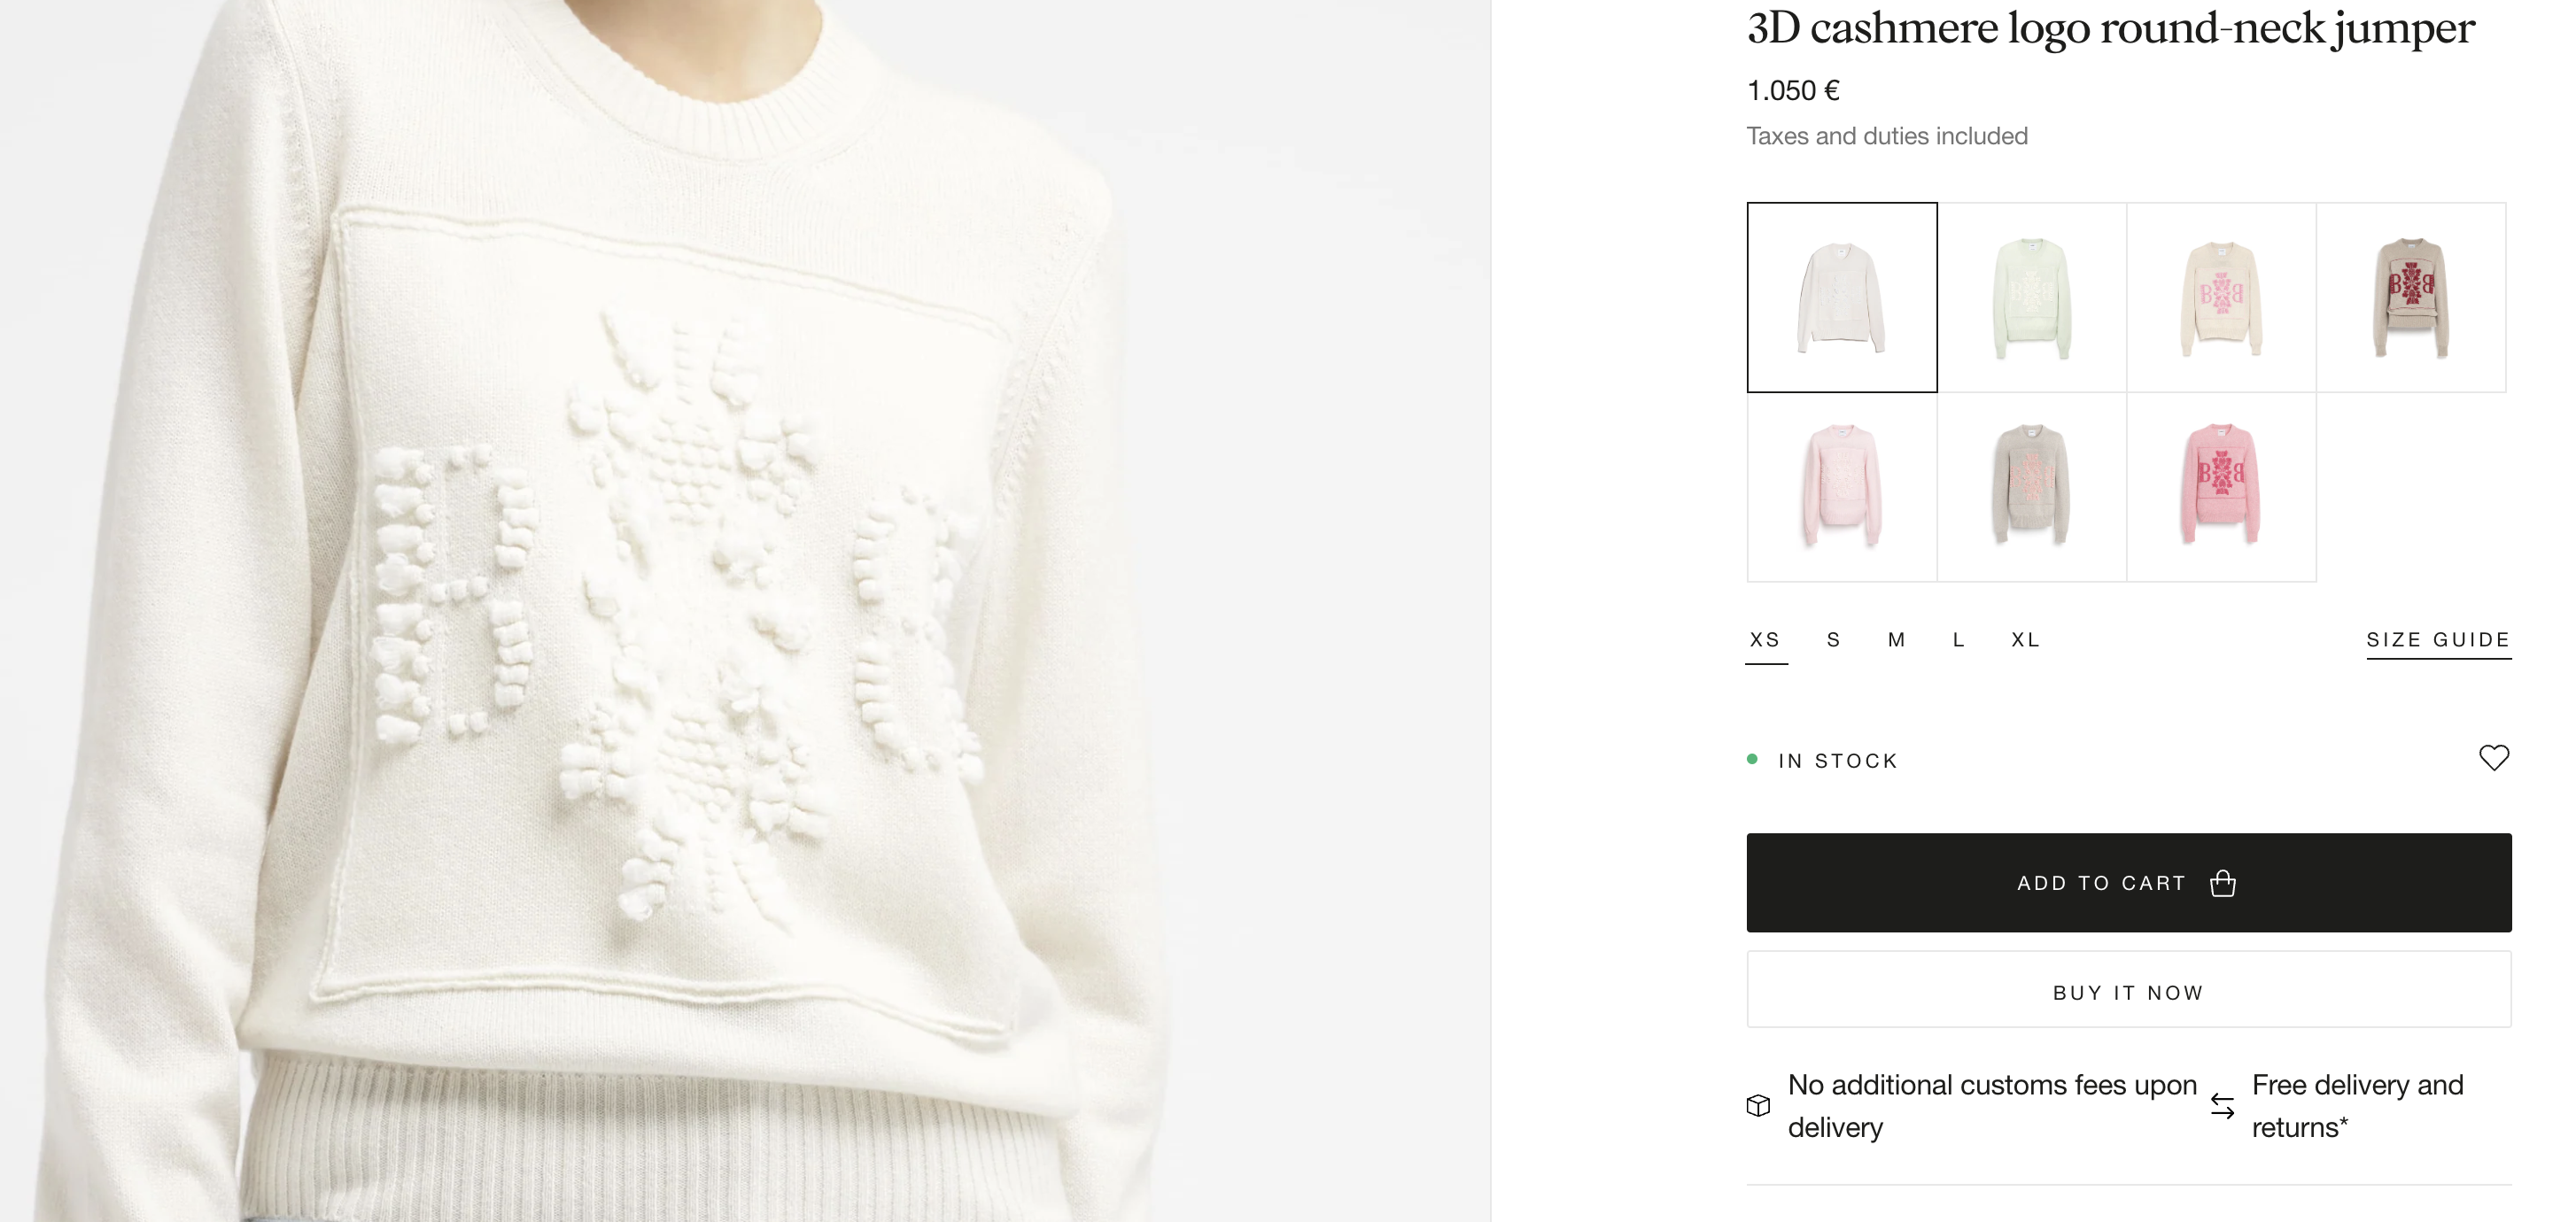 3D cashmere logo round-neck jumper
1.050 €
Taxes and duties included
B B
B B
B B
XS S M L XL SIZE GUIDE
IN STOCK
ADD TO CART
BUY IT NOW
No additional customs fees upon
delivery
Free delivery and
returns*